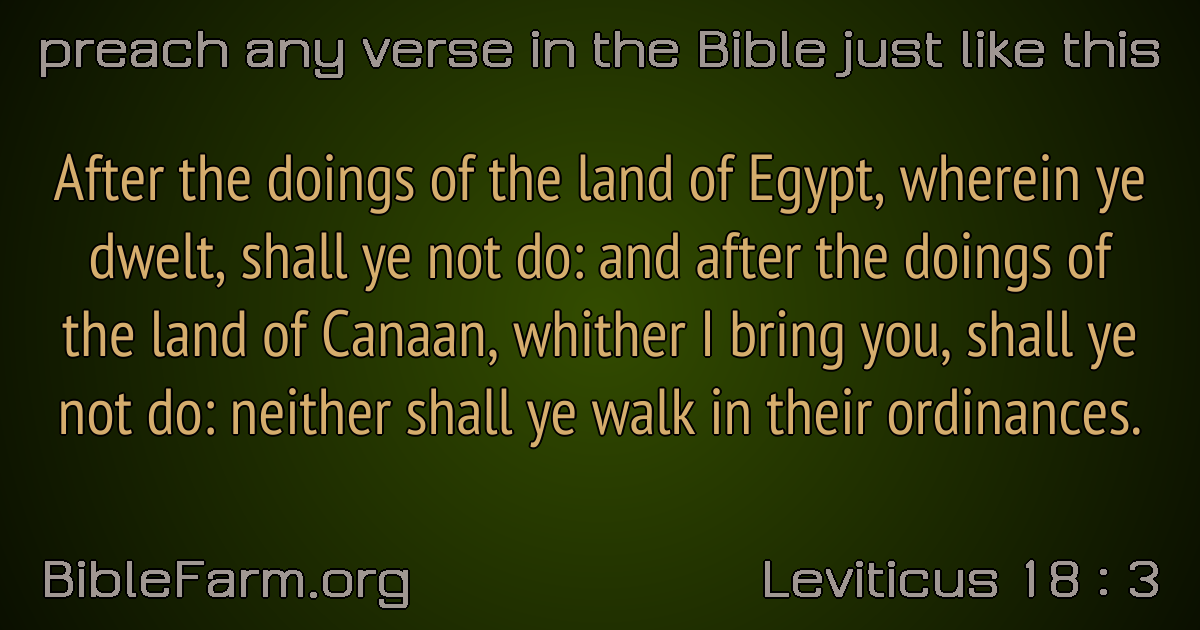 preach any verse in the Bible just like this
After the doings of the land of Egypt, wherein ye
dwelt, shall ye not do: and after the doings of
the land of Canaan, whither I bring you, shall ye
not do: neither shall ye walk in their ordinances.
BibleFarm.org
Leviticus 18 : 3